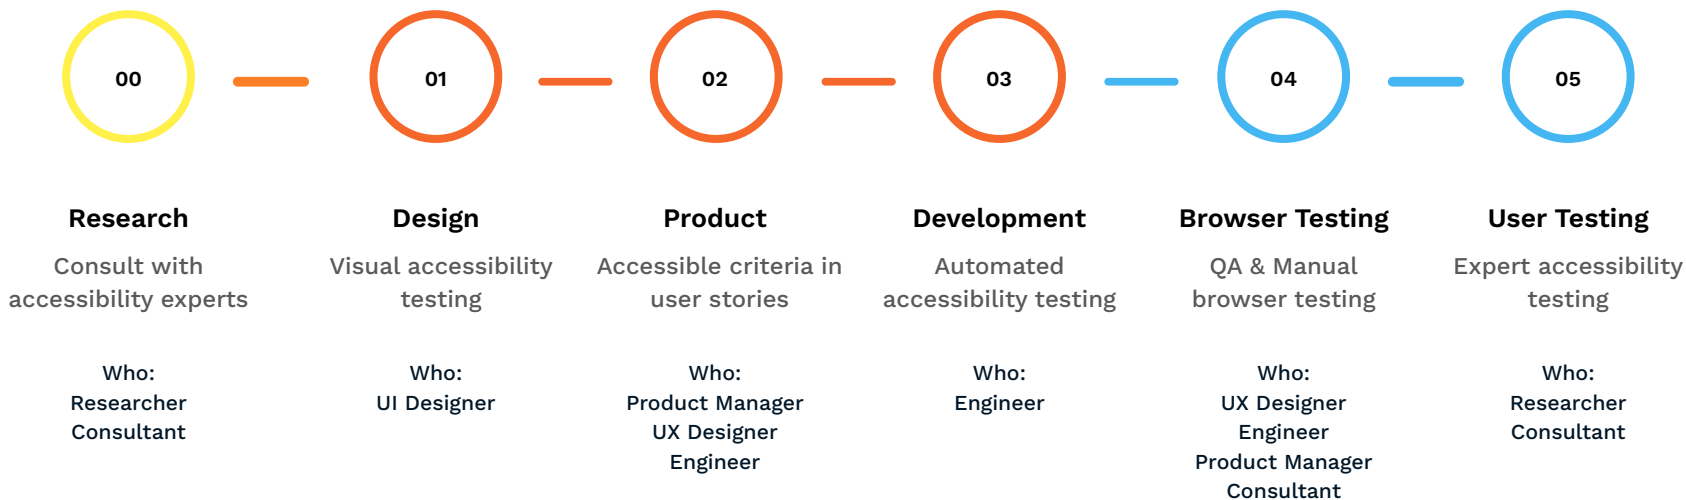 00
01
02
03
04
05
Research
Consult with
accessibility experts
Who:
Researcher
Consultant
Design
Visual accessibility
testing
Who:
UI Designer
Product
Accessible criteria in
user stories
Who:
Product Manager
UX Designer
Engineer
Development
Automated
accessibility testing
Who:
Engineer
Browser Testing
QA & Manual
browser testing
Who:
UX Designer
Engineer
Product Manager
Consultant
User Testing
Expert accessibility
testing
Who:
Researcher
Consultant